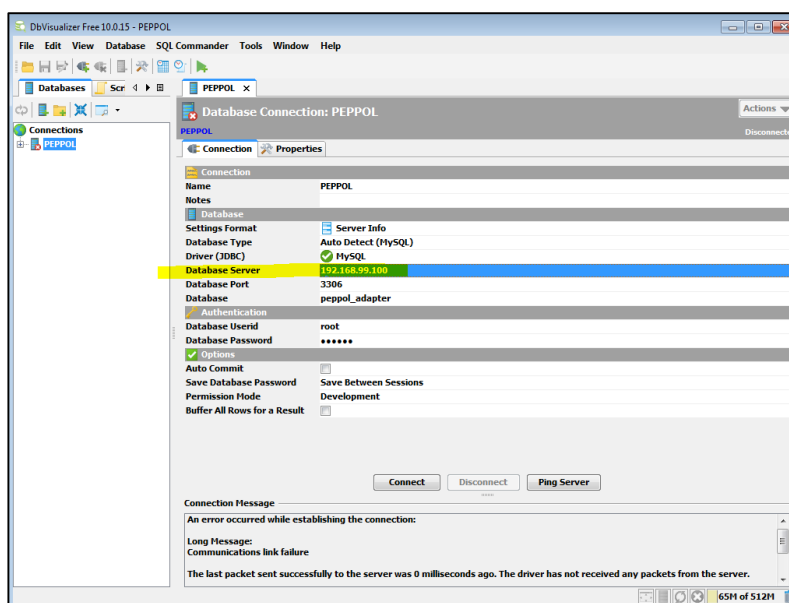 DbVisualizer Free 10.0.15 - PEPPOL
File Edit View Database SQL Commander Tools Window Help
Databases Scr PEPPOL
Database Connection: PEPPOL Actions
PEPPOL Disconnecte
Connections
PEPPOL
Connection Properties
Connection
Name PEPPOL
Notes
Database
Settings Format Server Info
Database Type Auto Detect (MySQL)
Driver (JDBC) MySQL
Database Server 192.168.99.100
Database Port 3306
Database peppol_adapter
Authentication
Database Userid root
Database Password ••••••
Options
Auto Commit
Save Database Password Save Between Sessions
Permission Mode Development
Buffer All Rows for a Result
Connect Disconnect Ping Server
Connection Message
An error occurred while establishing the connection:
Long Message:
Communications link failure
The last packet sent successfully to the server was 0 milliseconds ago. The driver has not received any packets from the server.
65M of 512M